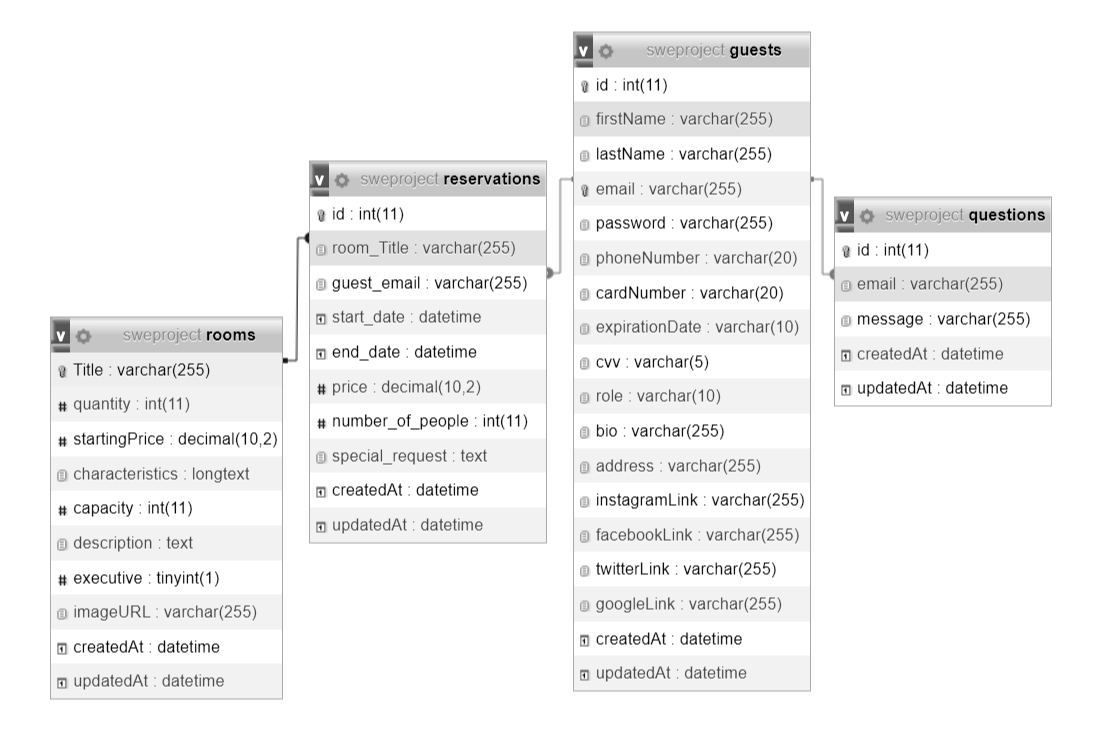 v sweproject rooms
Title : varchar(255)
quantity : int(11)
startingPrice : decimal(10,2)
characteristics : longtext
capacity : int(11)
description : text
executive : tinyint(1)
imageURL : varchar(255)
createdAt : datetime
updatedAt : datetime
v sweproject reservations
id : int(11)
room_Title : varchar(255)
guest_email : varchar(255)
start_date : datetime
end_date : datetime
price : decimal(10,2)
number_of_people : int(11)
special_request : text
createdAt : datetime
updatedAt : datetime
v sweproject guests
id : int(11)
firstName : varchar(255)
lastName : varchar(255)
email : varchar(255)
password : varchar(255)
phoneNumber : varchar(20)
cardNumber : varchar(20)
expirationDate : varchar(10)
cvv : varchar(5)
role : varchar(10)
bio : varchar(255)
address : varchar(255)
instagramLink : varchar(255)
facebookLink : varchar(255)
twitterLink : varchar(255)
googleLink : varchar(255)
createdAt : datetime
updatedAt : datetime
v sweproject questions
id : int(11)
email : varchar(255)
message : varchar(255)
createdAt : datetime
updatedAt : datetime